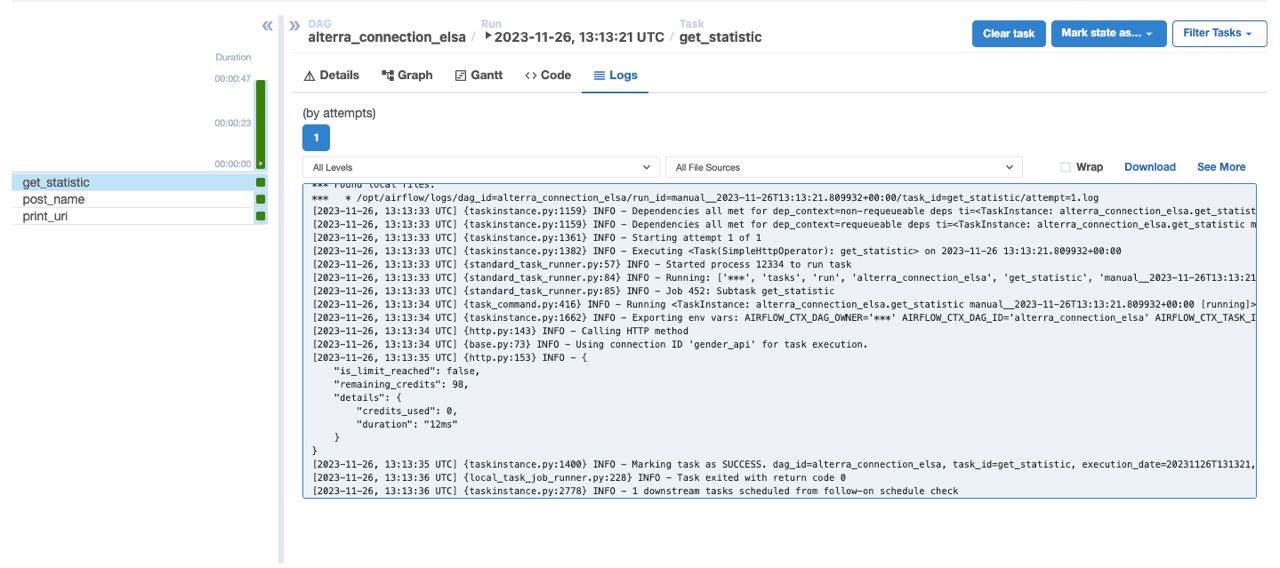 DAG
Run
Task
alterra_connection_elsa / 2023-11-26, 13:13:21 UTC / get_statistic
Clear task
Mark state as...
Filter Tasks
Duration
00:00:47
00:00:23
00:00:00
get_statistic
post_name
print_uri
Details
Graph
Gantt
Code
Logs
(by attempts)
1
All Levels
All File Sources
Wrap
Download
See More
*** Found local files:
***   * /opt/airflow/logs/dag_id=alterra_connection_elsa/run_id=manual__2023-11-26T13:13:21.809932+00:00/task_id=get_statistic/attempt=1.log
[2023-11-26, 13:13:33 UTC] {taskinstance.py:1159} INFO - Dependencies all met for dep_context=non-requeueable deps ti=<TaskInstance: alterra_connection_elsa.get_statist
[2023-11-26, 13:13:33 UTC] {taskinstance.py:1159} INFO - Dependencies all met for dep_context=requeueable deps ti=<TaskInstance: alterra_connection_elsa.get_statistic m
[2023-11-26, 13:13:33 UTC] {taskinstance.py:1361} INFO - Starting attempt 1 of 1
[2023-11-26, 13:13:33 UTC] {taskinstance.py:1382} INFO - Executing <Task(SimpleHttpOperator): get_statistic> on 2023-11-26 13:13:21.809932+00:00
[2023-11-26, 13:13:33 UTC] {standard_task_runner.py:57} INFO - Started process 12334 to run task
[2023-11-26, 13:13:33 UTC] {standard_task_runner.py:84} INFO - Running: ['***', 'tasks', 'run', 'alterra_connection_elsa', 'get_statistic', 'manual__2023-11-26T13:13:21
[2023-11-26, 13:13:33 UTC] {standard_task_runner.py:85} INFO - Job 452: Subtask get_statistic
[2023-11-26, 13:13:34 UTC] {task_command.py:416} INFO - Running <TaskInstance: alterra_connection_elsa.get_statistic manual__2023-11-26T13:13:21.809932+00:00 [running]>
[2023-11-26, 13:13:34 UTC] {taskinstance.py:1662} INFO - Exporting env vars: AIRFLOW_CTX_DAG_OWNER='***' AIRFLOW_CTX_DAG_ID='alterra_connection_elsa' AIRFLOW_CTX_TASK_I
[2023-11-26, 13:13:34 UTC] {http.py:143} INFO - Calling HTTP method
[2023-11-26, 13:13:34 UTC] {base.py:73} INFO - Using connection ID 'gender_api' for task execution.
[2023-11-26, 13:13:35 UTC] {http.py:153} INFO - {
    "is_limit_reached": false,
    "remaining_credits": 98,
    "details": {
        "credits_used": 0,
        "duration": "12ms"
    }
}
[2023-11-26, 13:13:35 UTC] {taskinstance.py:1400} INFO - Marking task as SUCCESS. dag_id=alterra_connection_elsa, task_id=get_statistic, execution_date=20231126T131321,
[2023-11-26, 13:13:36 UTC] {local_task_job_runner.py:228} INFO - Task exited with return code 0
[2023-11-26, 13:13:36 UTC] {taskinstance.py:2778} INFO - 1 downstream tasks scheduled from follow-on schedule check